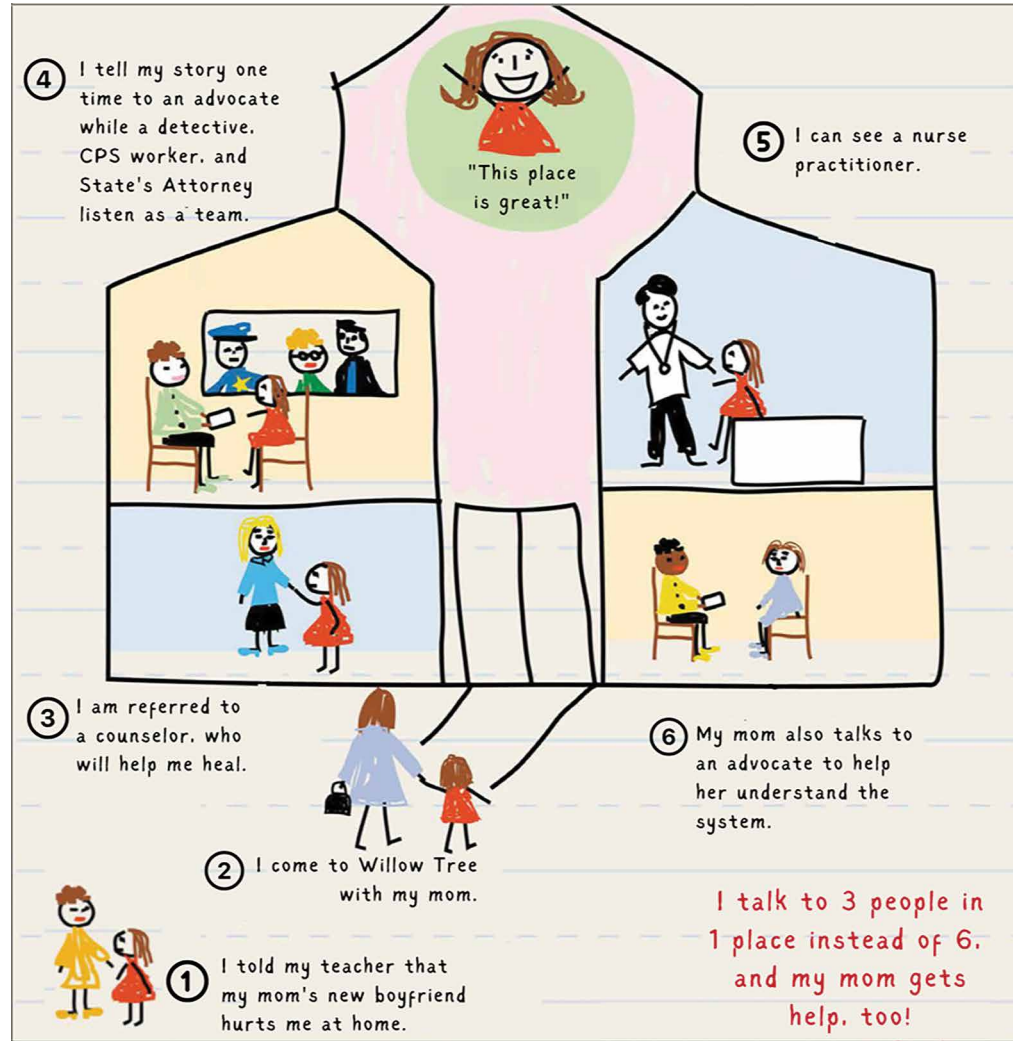 4 I tell my story one
time to an advocate
while a detective,
CPS worker, and
State's Attorney
listen as a team.
"This place
is great!"
5 I can see a nurse
practitioner.
3 I am referred to
a counselor, who
will help me heal.
6 My mom also talks to
an advocate to help
her understand the
system.
2 I come to Willow Tree
with my mom.
1 I told my teacher that
my mom's new boyfriend
hurts me at home.
I talk to 3 people in
1 place instead of 6,
and my mom gets
help, too!